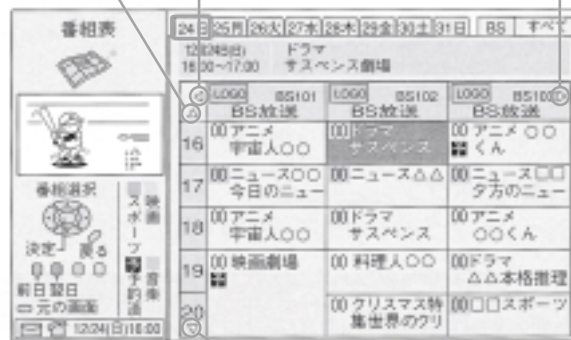 番組表
24日 25月 26火 27水 28木 29金 30土 31日 BS すべて
12月24日(日) ドラマ
16:00~17:00 サスペンス劇場
LOGO BS101 LOGO BS102 LOGO BS103
BS放送 BS放送 BS放送
16 00アニメ 00ドラマ 00アニメ○○
宇宙人○○ サスペンス くん
17 00ニュース○○ 00ニュース△△ 00ニュース□□
今日のニュー 夕方のニュー
18 00アニメ 00ドラマ 00アニメ
宇宙人○○ サスペンス ○○くん
19 00映画劇場 00料理人○○ 00ドラマ
△△本格推理
20 00クリスマス特 00□□スポーツ
集世界のクリ
番組選択
決定 戻る
前日 翌日
元の画面
映画
スポーツ
音楽
予約済
12/24(日)16:00